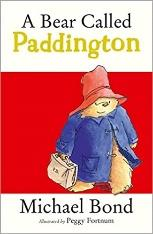 A Bear Called
Paddington
Michael Bond
Illustrated by Peggy Fortnum